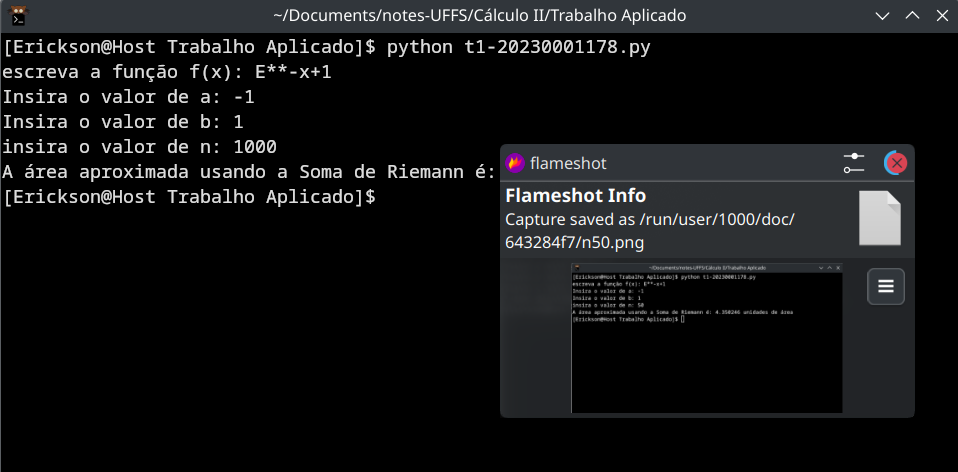 ~/Documents/notes-UFFS/Cálculo II/Trabalho Aplicado
[Erickson@Host Trabalho Aplicado]$ python t1-20230001178.py
escreva a função f(x): E**-x+1
Insira o valor de a: -1
Insira o valor de b: 1
insira o valor de n: 1000
A área aproximada usando a Soma de Riemann é:
[Erickson@Host Trabalho Aplicado]$
flameshot
Flameshot Info
Capture saved as /run/user/1000/doc/
643284f7/n50.png
~/Documents/notes-UFFS/Cálculo II/Trabalho Aplicado
[Erickson@Host Trabalho Aplicado]$ python t1-20230001178.py
escreva a função f(x): E**-x+1
Insira o valor de a: -1
Insira o valor de b: 1
insira o valor de n: 50
A área aproximada usando a Soma de Riemann é: 4.350246 unidades de área
[Erickson@Host Trabalho Aplicado]$